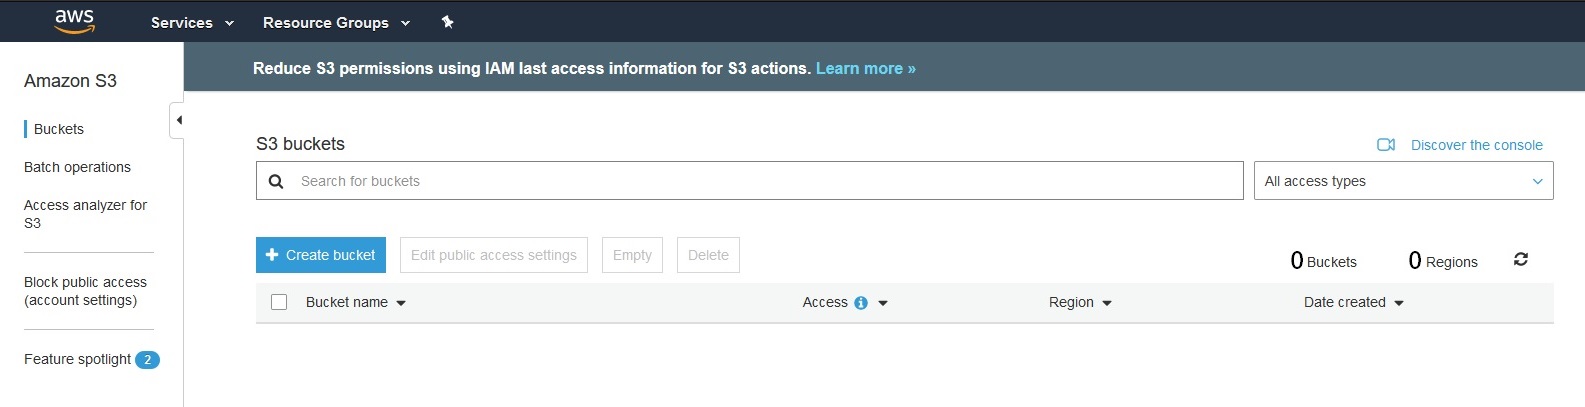 aws Services Resource Groups
Reduce S3 permissions using IAM last access information for S3 actions. Learn more »
Amazon S3
Buckets
Batch operations
Access analyzer for
S3
Block public access
(account settings)
Feature spotlight 2
S3 buckets
Discover the console
Search for buckets
All access types
+ Create bucket
Edit public access settings
Empty
Delete
0 Buckets
0 Regions
Bucket name
Access
Region
Date created